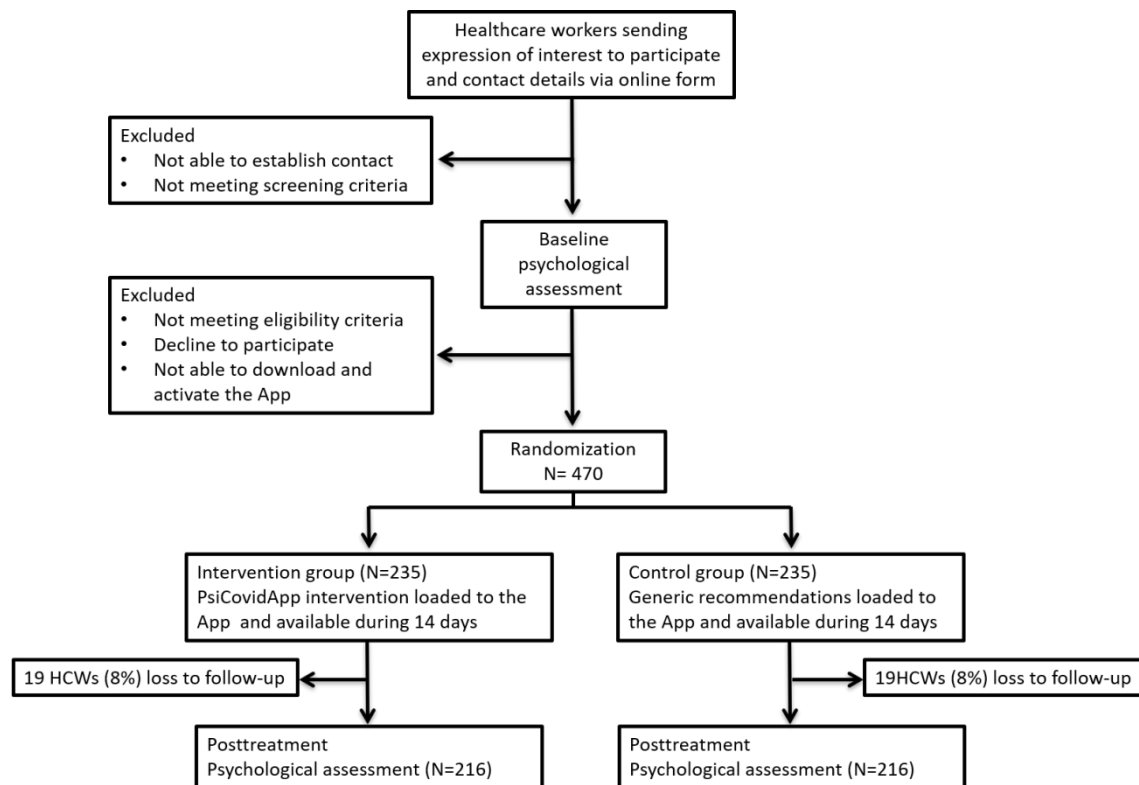 Healthcare workers sending
expression of interest to participate
and contact details via online form
Excluded
• Not able to establish contact
• Not meeting screening criteria
Baseline
psychological
assessment
Excluded
• Not meeting eligibility criteria
• Decline to participate
• Not able to download and
activate the App
Randomization
N= 470
Intervention group (N=235)
PsiCovidApp intervention loaded to the
App and available during 14 days
Control group (N=235)
Generic recommendations loaded to
the App and available during 14 days
19 HCWs (8%) loss to follow-up
19HCWs (8%) loss to follow-up
Posttreatment
Psychological assessment (N=216)
Posttreatment
Psychological assessment (N=216)